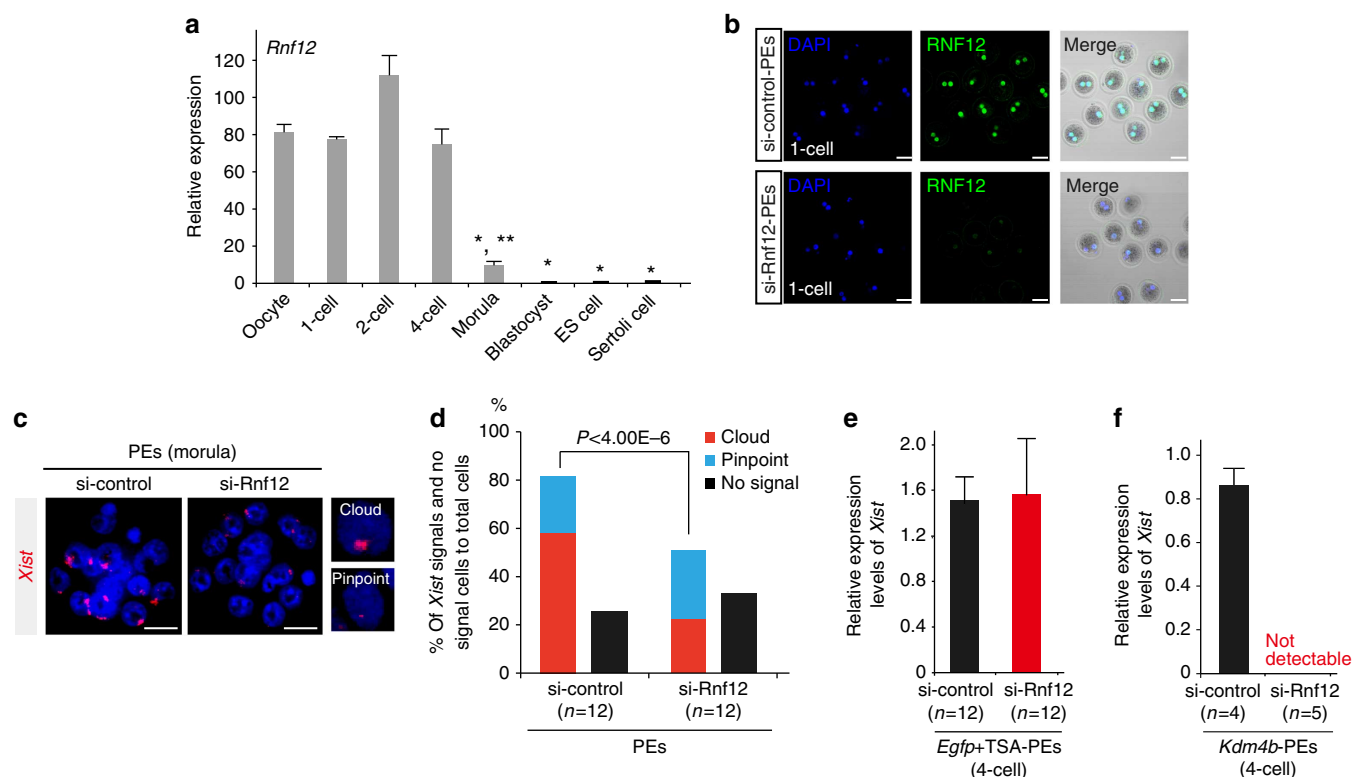 a
Rnf12
Relative expression
120
100
80
60
40
20
0
*, **
*
*
*
Oocyte
1-cell
2-cell
4-cell
Morula
Blastocyst
ES cell
Sertoli cell
b
si-control-PEs
DAPI
1-cell
RNF12
Merge
si-Rnf12-PEs
DAPI
1-cell
RNF12
Merge
c
PEs (morula)
si-control
si-Rnf12
Xist
Cloud
Pinpoint
d
%
% Of Xist signals and no
signal cells to total cells
100
80
60
40
20
0
P<4.00E–6
Cloud
Pinpoint
No signal
si-control
(n=12)
si-Rnf12
(n=12)
PEs
e
Relative expression
levels of Xist
2.0
1.6
1.2
0.8
0.4
0
si-control
(n=12)
si-Rnf12
(n=12)
Egfp+TSA-PEs
(4-cell)
f
Relative expression
levels of Xist
1.0
0.8
0.6
0.4
0.2
0
Not
detectable
si-control
(n=4)
si-Rnf12
(n=5)
Kdm4b-PEs
(4-cell)